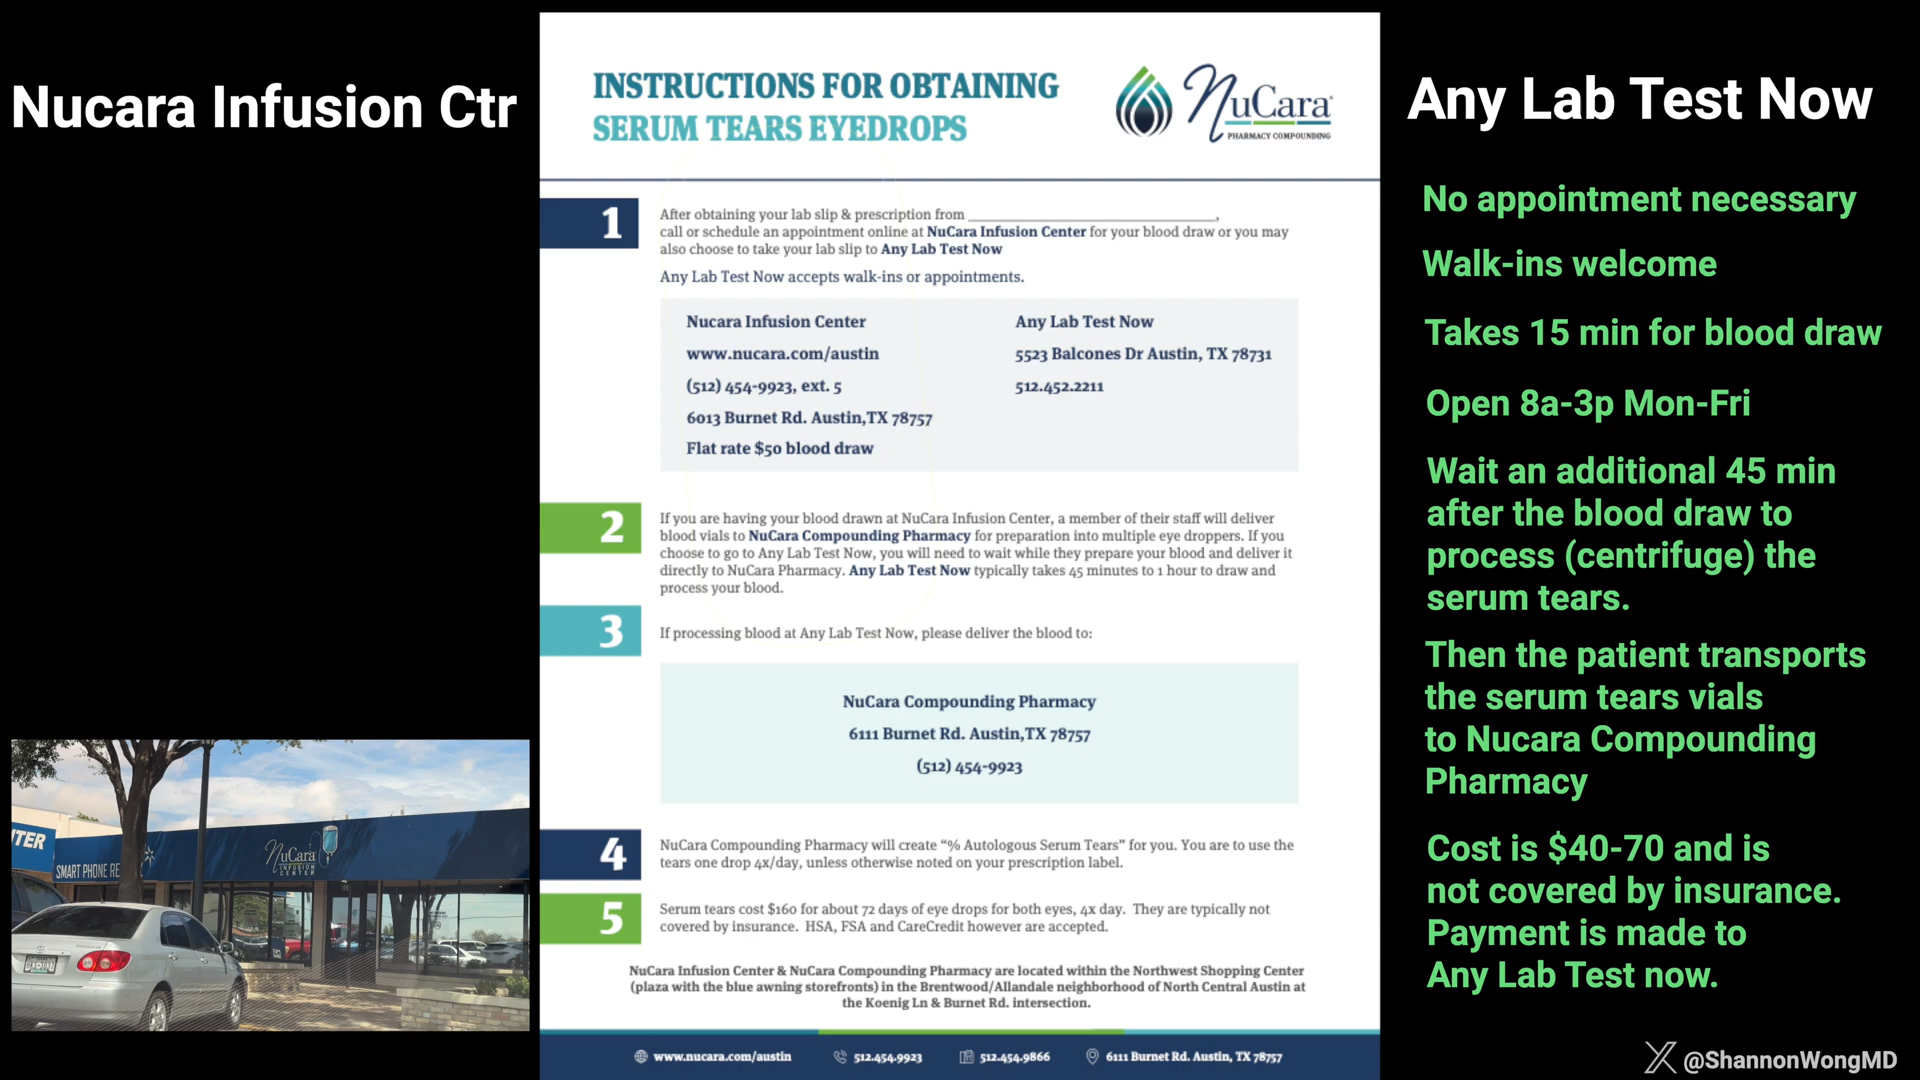 Nucara Infusion Ctr
INSTRUCTIONS FOR OBTAINING
SERUM TEARS EYEDROPS
NuCara
PHARMACY COMPOUNDING
1
After obtaining your lab slip & prescription from ______________________________,
call or schedule an appointment online at NuCara Infusion Center for your blood draw or you may
also choose to take your lab slip to Any Lab Test Now
Any Lab Test Now accepts walk-ins or appointments.
Nucara Infusion Center
www.nucara.com/austin
(512) 454-9923, ext. 5
6013 Burnet Rd. Austin,TX 78757
Flat rate $50 blood draw
Any Lab Test Now
5523 Balcones Dr Austin, TX 78731
512.452.2211
2
If you are having your blood drawn at NuCara Infusion Center, a member of their staff will deliver
blood vials to NuCara Compounding Pharmacy for preparation into multiple eye droppers. If you
choose to go to Any Lab Test Now, you will need to wait while they prepare your blood and deliver it
directly to NuCara Pharmacy. Any Lab Test Now typically takes 45 minutes to 1 hour to draw and
process your blood.
3
If processing blood at Any Lab Test Now, please deliver the blood to:
NuCara Compounding Pharmacy
6111 Burnet Rd. Austin,TX 78757
(512) 454-9923
4
NuCara Compounding Pharmacy will create “% Autologous Serum Tears” for you. You are to use the
tears one drop 4x/day, unless otherwise noted on your prescription label.
5
Serum tears cost $160 for about 72 days of eye drops for both eyes, 4x day. They are typically not
covered by insurance. HSA, FSA and CareCredit however are accepted.
NuCara Infusion Center & NuCara Compounding Pharmacy are located within the Northwest Shopping Center
(plaza with the blue awning storefronts) in the Brentwood/Allandale neighborhood of North Central Austin at
the Koenig Ln & Burnet Rd. intersection.
www.nucara.com/austin
512.454.9923
512.454.9866
6111 Burnet Rd. Austin, TX 78757
Any Lab Test Now
No appointment necessary
Walk-ins welcome
Takes 15 min for blood draw
Open 8a-3p Mon-Fri
Wait an additional 45 min
after the blood draw to
process (centrifuge) the
serum tears.
Then the patient transports
the serum tears vials
to Nucara Compounding
Pharmacy
Cost is $40-70 and is
not covered by insurance.
Payment is made to
Any Lab Test now.
@ShannonWongMD
TER
SMART PHONE RE
NuCara
INFUSION
CENTER